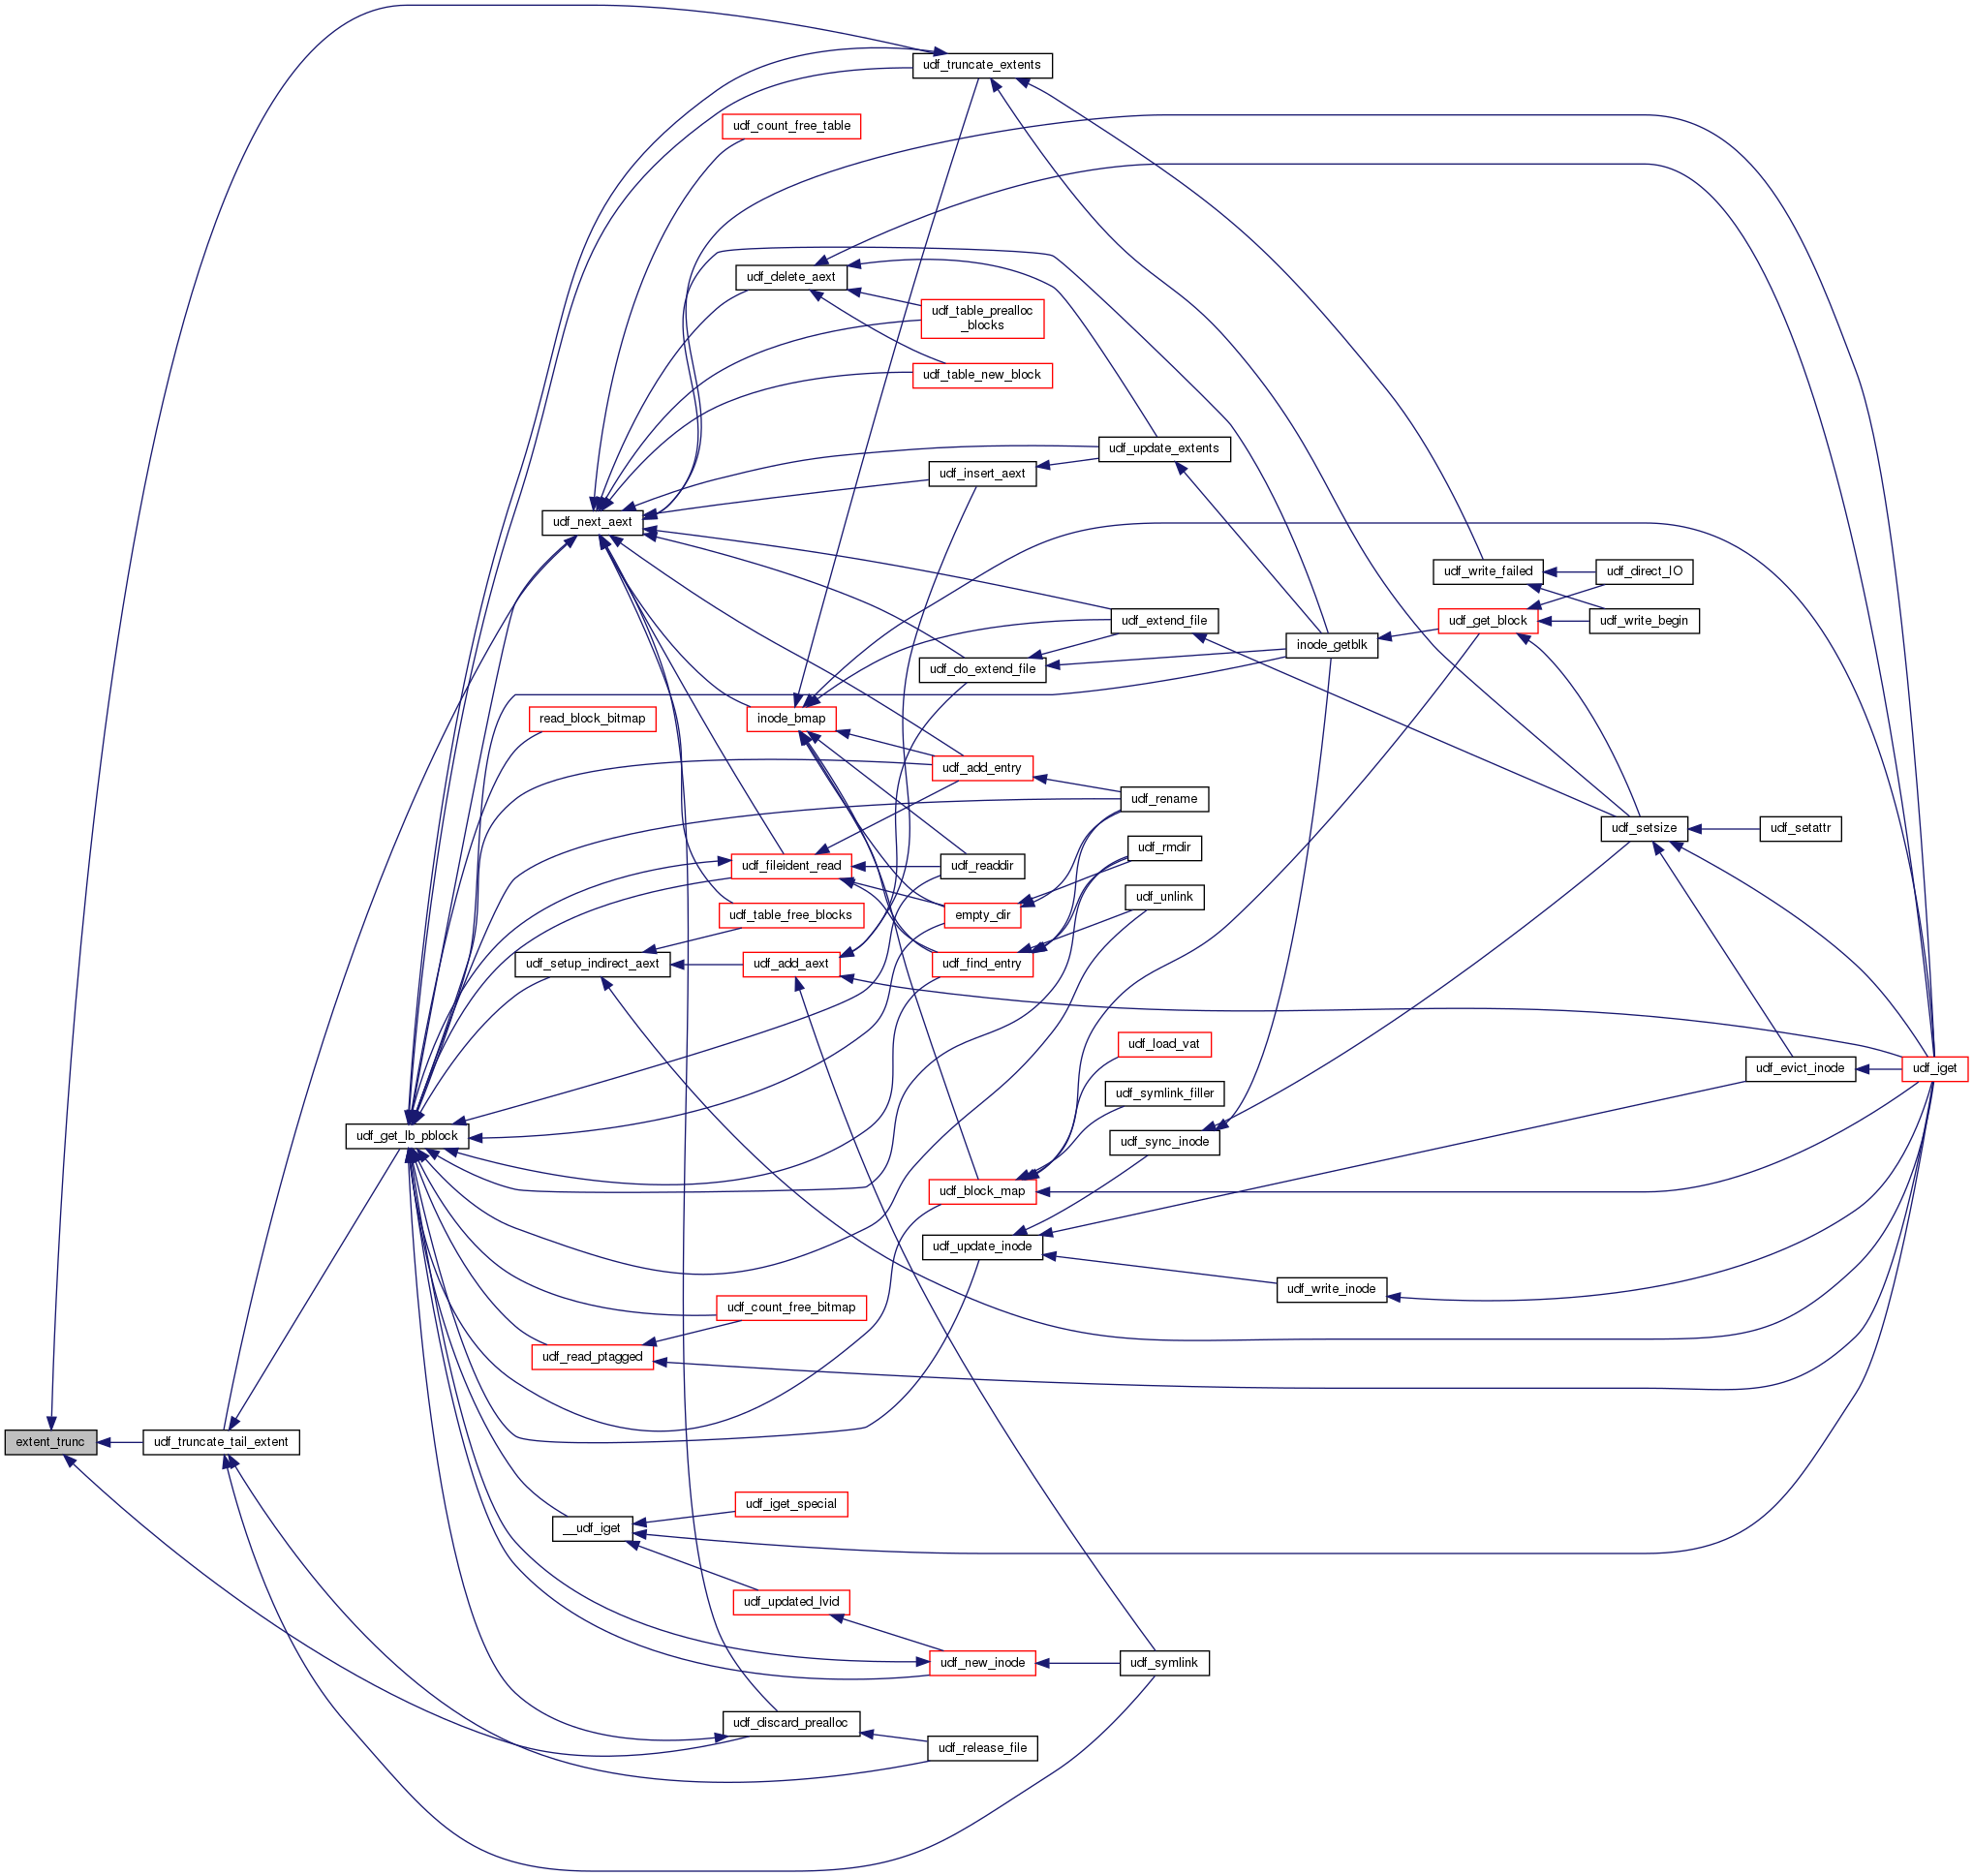 udf_truncate_extents
udf_count_free_table
udf_delete_aext
udf_table_prealloc
_blocks
udf_table_new_block
udf_update_extents
udf_insert_aext
udf_next_aext
udf_write_failed
udf_direct_IO
udf_extend_file
udf_get_block
udf_write_begin
inode_getblk
udf_do_extend_file
read_block_bitmap
inode_bmap
udf_add_entry
udf_rename
udf_setsize
udf_setattr
udf_rmdir
udf_fileident_read
udf_readdir
udf_unlink
udf_table_free_blocks
empty_dir
udf_setup_indirect_aext
udf_add_aext
udf_find_entry
udf_load_vat
udf_evict_inode
udf_iget
udf_symlink_filler
udf_get_lb_pblock
udf_sync_inode
udf_block_map
udf_update_inode
udf_write_inode
udf_count_free_bitmap
udf_read_ptagged
extent_trunc
udf_truncate_tail_extent
udf_iget_special
__udf_iget
udf_updated_lvid
udf_new_inode
udf_symlink
udf_discard_prealloc
udf_release_file